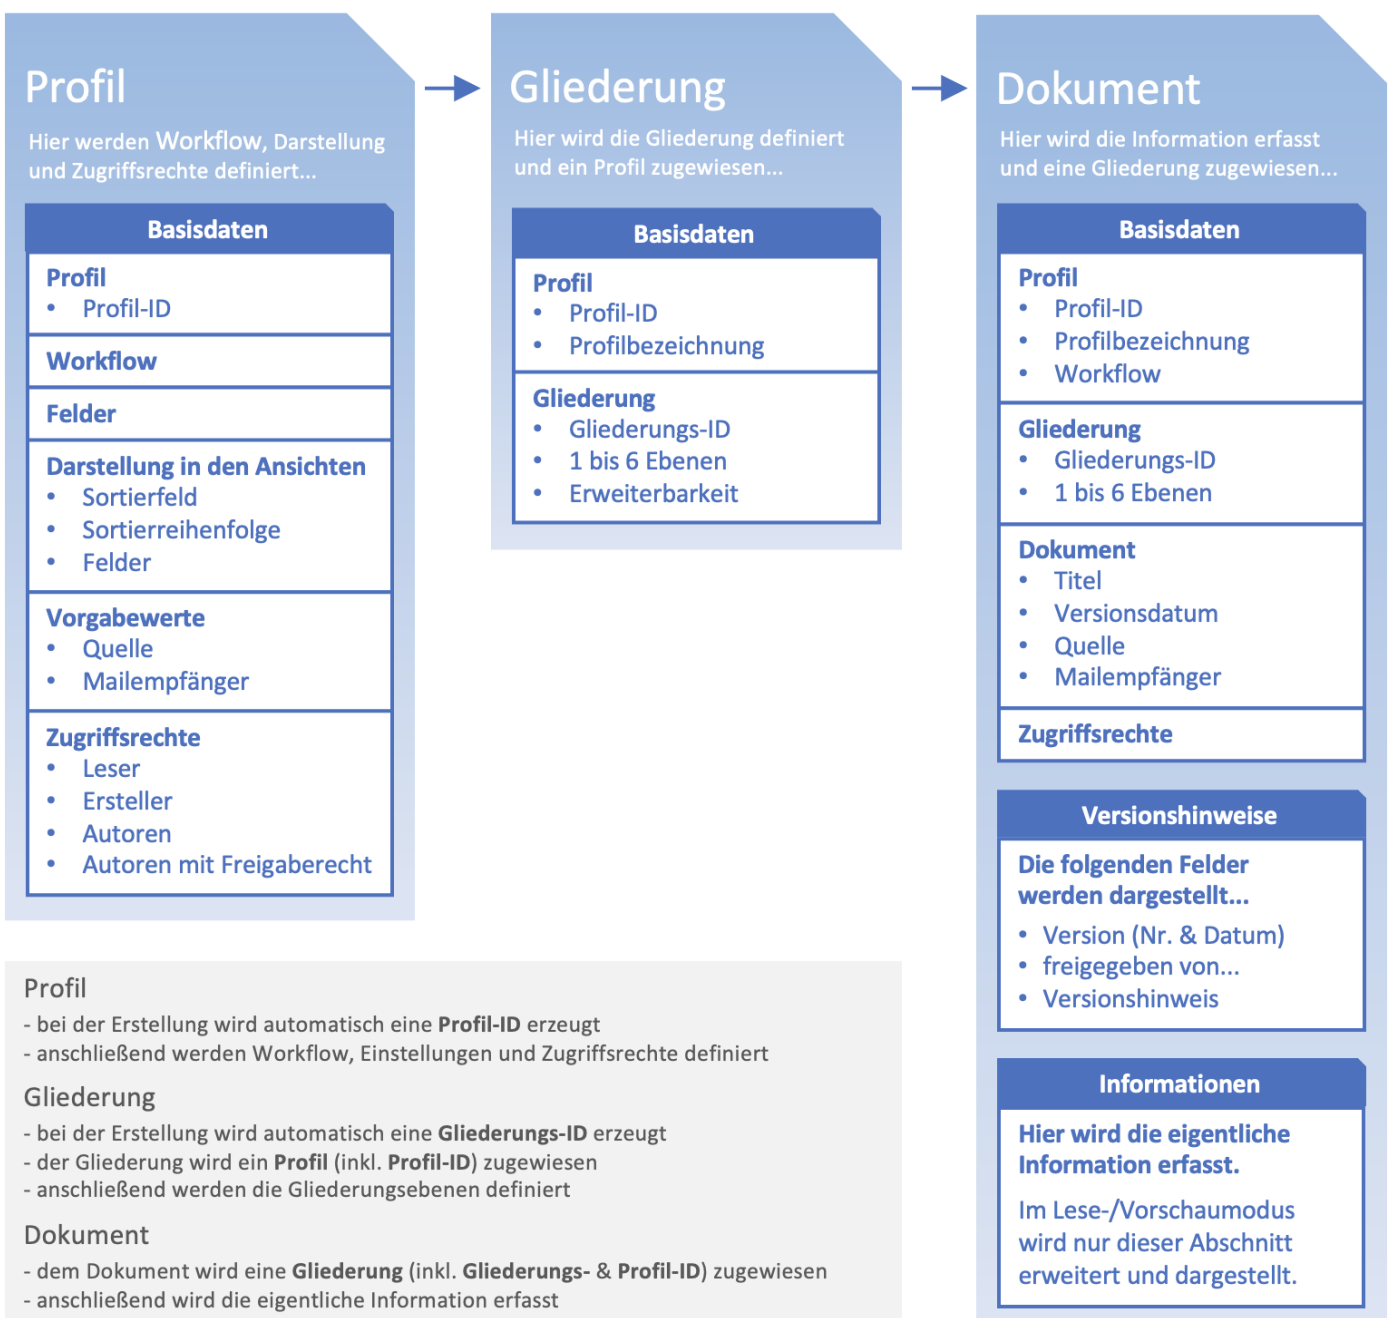 Profil
Hier werden Workflow, Darstellung
und Zugriffsrechte definiert...
Basisdaten
Profil
• Profil-ID
Workflow
Felder
Darstellung in den Ansichten
• Sortierfeld
• Sortierreihenfolge
• Felder
Vorgabewerte
• Quelle
• Mailempfänger
Zugriffsrechte
• Leser
• Ersteller
• Autoren
• Autoren mit Freigaberecht
Gliederung
Hier wird die Gliederung definiert
und ein Profil zugewiesen...
Basisdaten
Profil
• Profil-ID
• Profilbezeichnung
Gliederung
• Gliederungs-ID
• 1 bis 6 Ebenen
• Erweiterbarkeit
Dokument
Hier wird die Information erfasst
und eine Gliederung zugewiesen...
Basisdaten
Profil
• Profil-ID
• Profilbezeichnung
• Workflow
Gliederung
• Gliederungs-ID
• 1 bis 6 Ebenen
Dokument
• Titel
• Versionsdatum
• Quelle
• Mailempfänger
Zugriffsrechte
Versionshinweise
Die folgenden Felder
werden dargestellt...
• Version (Nr. & Datum)
• freigegeben von...
• Versionshinweis
Informationen
Hier wird die eigentliche
Information erfasst.
Im Lese-/Vorschaumodus
wird nur dieser Abschnitt
erweitert und dargestellt.
Profil
- bei der Erstellung wird automatisch eine Profil-ID erzeugt
- anschließend werden Workflow, Einstellungen und Zugriffsrechte definiert
Gliederung
- bei der Erstellung wird automatisch eine Gliederungs-ID erzeugt
- der Gliederung wird ein Profil (inkl. Profil-ID) zugewiesen
- anschließend werden die Gliederungsebenen definiert
Dokument
- dem Dokument wird eine Gliederung (inkl. Gliederungs- & Profil-ID) zugewiesen
- anschließend wird die eigentliche Information erfasst